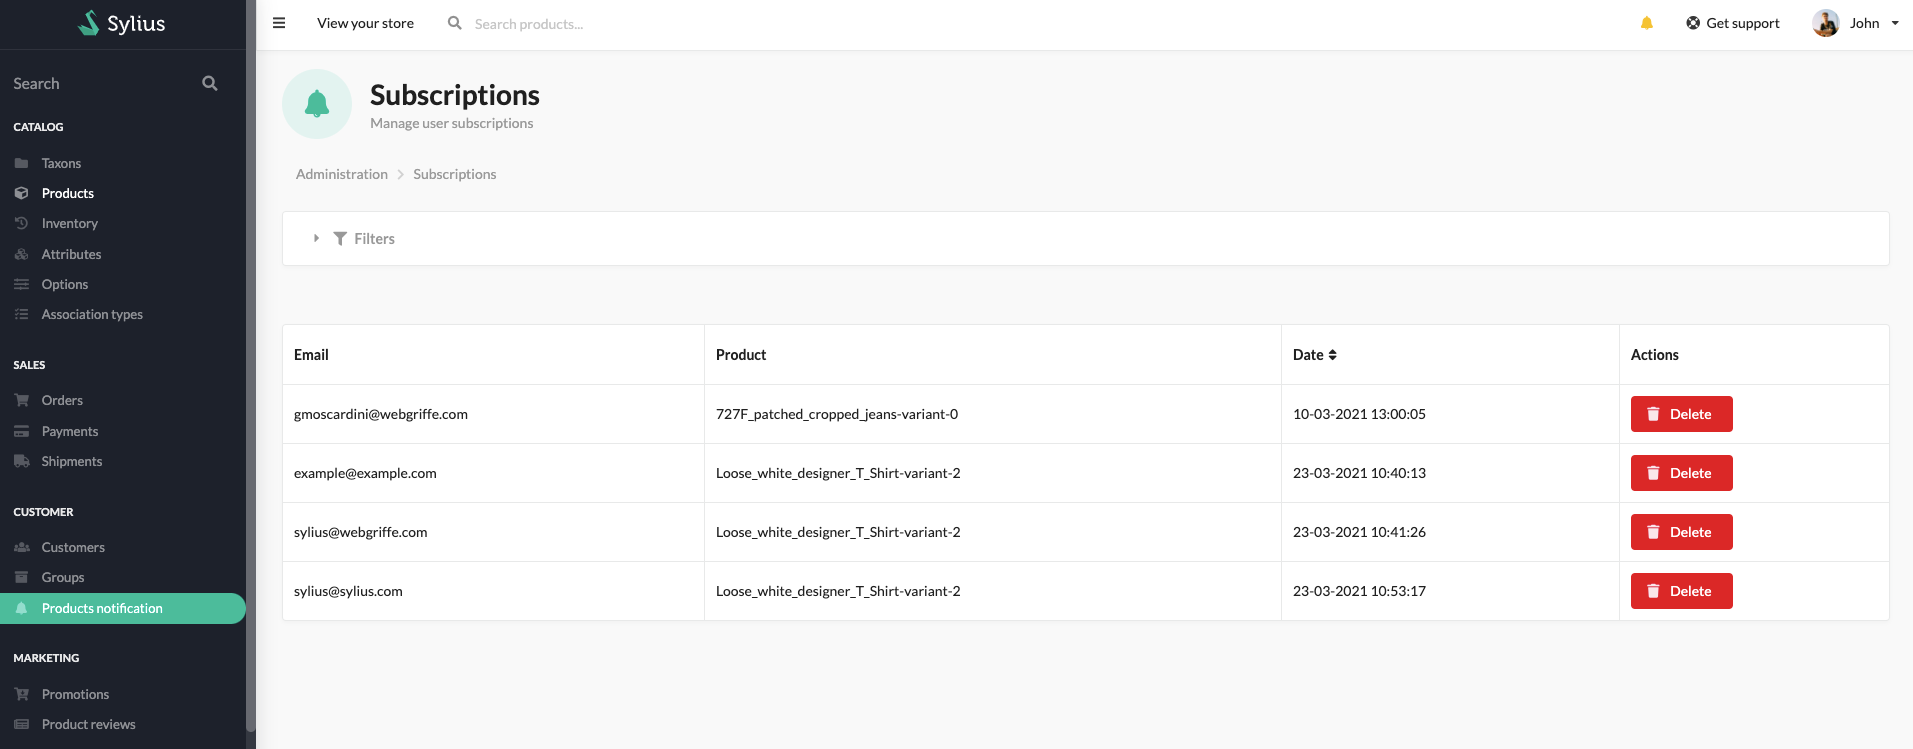 Sylius
View your store
Search products...
Get support
John
Search
CATALOG
Taxons
Products
Inventory
Attributes
Options
Association types
SALES
Orders
Payments
Shipments
CUSTOMER
Customers
Groups
Products notification
MARKETING
Promotions
Product reviews
Subscriptions
Manage user subscriptions
Administration Subscriptions
Filters
Email Product Date Actions
gmoscardini@webgriffe.com 727F_patched_cropped_jeans-variant-0 10-03-2021 13:00:05 Delete
example@example.com Loose_white_designer_T_Shirt-variant-2 23-03-2021 10:40:13 Delete
sylius@webgriffe.com Loose_white_designer_T_Shirt-variant-2 23-03-2021 10:41:26 Delete
sylius@sylius.com Loose_white_designer_T_Shirt-variant-2 23-03-2021 10:53:17 Delete